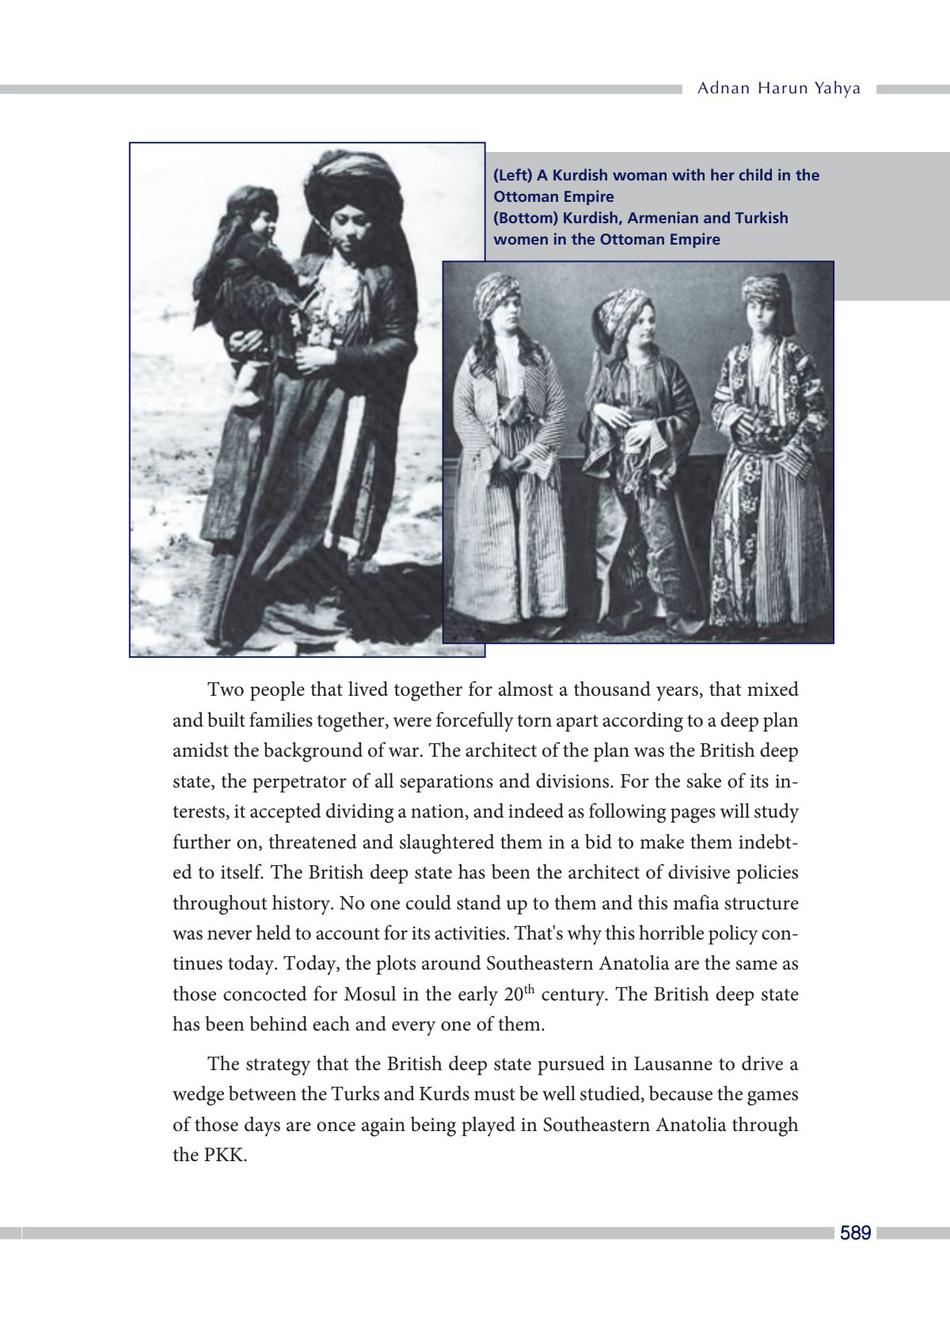 Adnan Harun Yahya
(Left) A Kurdish woman with her child in the
Ottoman Empire
(Bottom) Kurdish, Armenian and Turkish
women in the Ottoman Empire
Two people that lived together for almost a thousand years, that mixed
and built families together, were forcefully torn apart according to a deep plan
amidst the background of war. The architect of the plan was the British deep
state, the perpetrator of all separations and divisions. For the sake of its in-
terests, it accepted dividing a nation, and indeed as following pages will study
further on, threatened and slaughtered them in a bid to make them indebt-
ed to itself. The British deep state has been the architect of divisive policies
throughout history. No one could stand up to them and this mafia structure
was never held to account for its activities. That's why this horrible policy con-
tinues today. Today, the plots around Southeastern Anatolia are the same as
those concocted for Mosul in the early 20th century. The British deep state
has been behind each and every one of them.
The strategy that the British deep state pursued in Lausanne to drive a
wedge between the Turks and Kurds must be well studied, because the games
of those days are once again being played in Southeastern Anatolia through
the PKK.
589